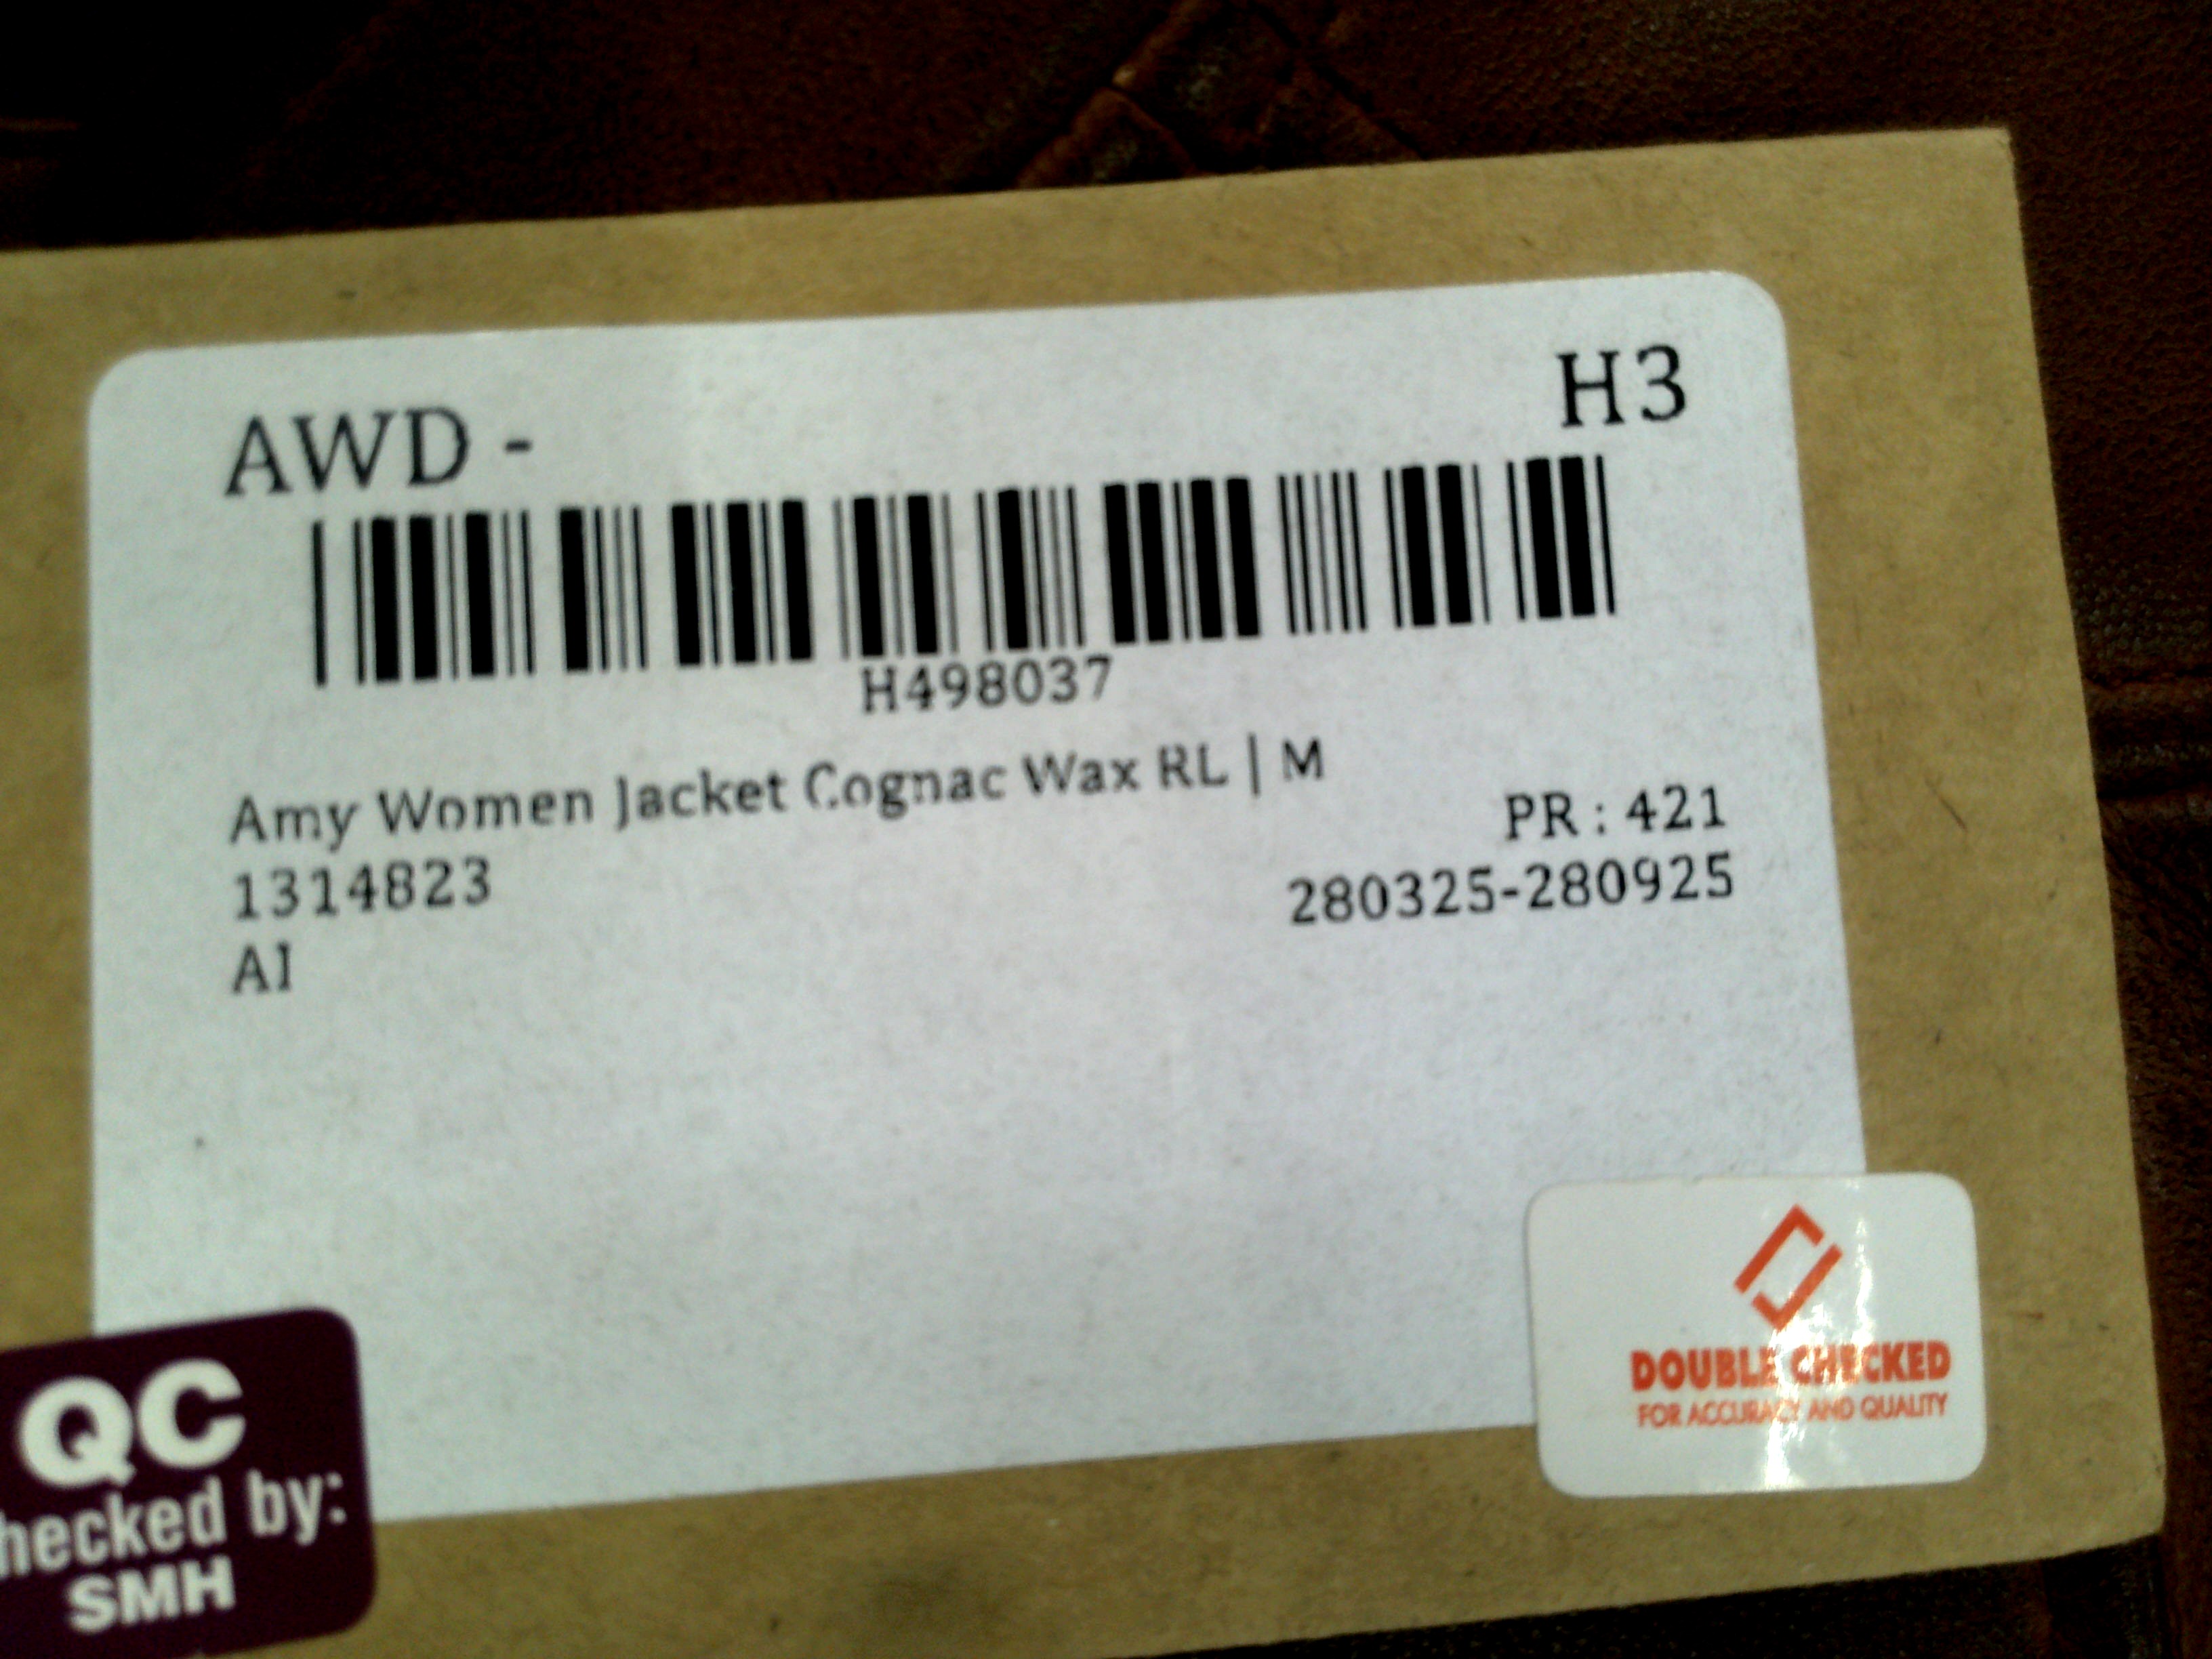 AWD - H3
H498037
Amy Women Jacket Cognac Wax RL | M
PR : 421
1314823 280325-280925
AI
DOUBLE CHECKED
FOR ACCURACY AND QUALITY
QC
hecked by:
SMH